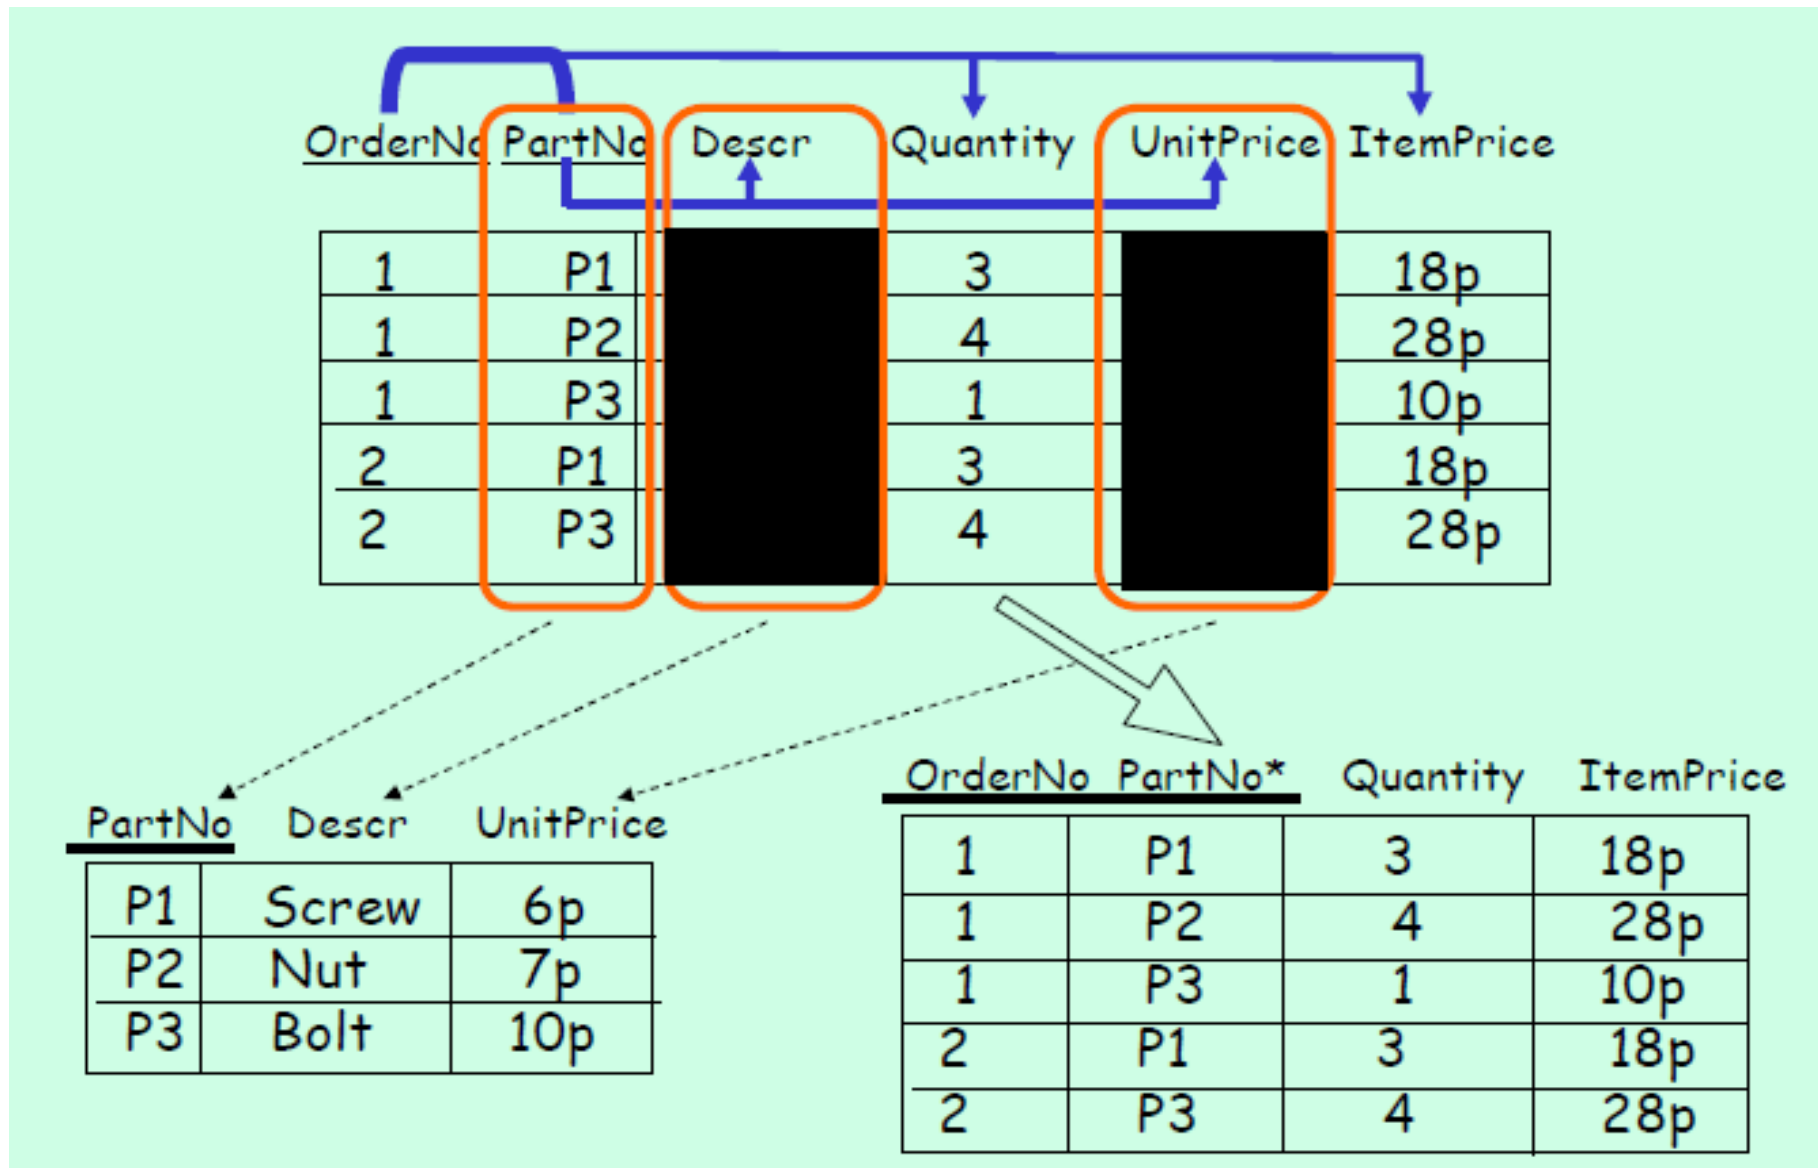 OrderNo PartNo Descr Quantity UnitPrice ItemPrice
1 P1 3 18p
1 P2 4 28p
1 P3 1 10p
2 P1 3 18p
2 P3 4 28p
PartNo Descr UnitPrice
P1 Screw 6p
P2 Nut 7p
P3 Bolt 10p
OrderNo PartNo* Quantity ItemPrice
1 P1 3 18p
1 P2 4 28p
1 P3 1 10p
2 P1 3 18p
2 P3 4 28p